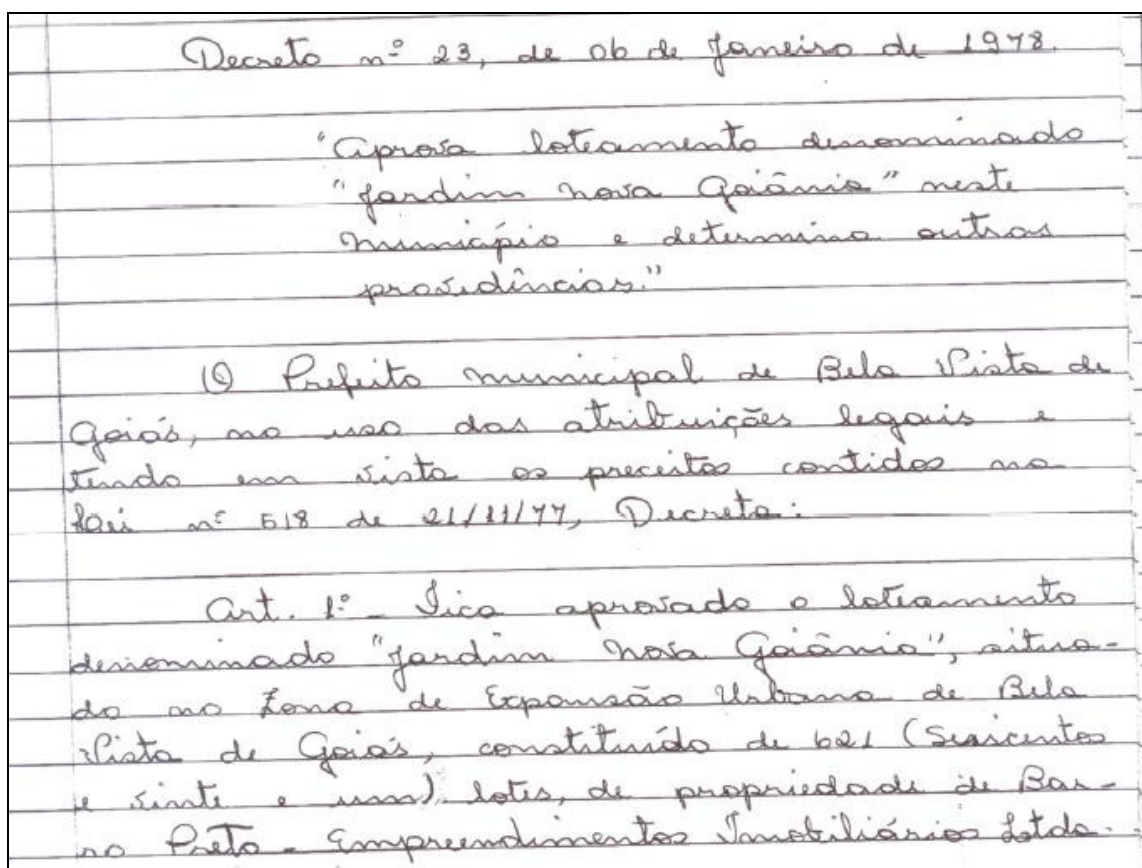 Decreto nº 23, de 06 de Janeiro de 1978.
"Aprova loteamento denominado
"Jardim Nova Goiânia" neste
município e determina outras
providências."
O Prefeito municipal de Bela Vista de
Goiás, no uso das atribuições legais e
tendo em vista os preceitos contidos na
Lei nº 518 de 21/11/77, Decreta:
Art. 1º - Fica aprovado o loteamento
denominado "Jardim Nova Goiânia", situa-
do na Zona de Expansão Urbana de Bela
Vista de Goiás, constituído de 621 (Seiscentos
e vinte e um) lotes, de propriedade de Bar-
ro Preto - Empreendimentos Imobiliários Ltda.